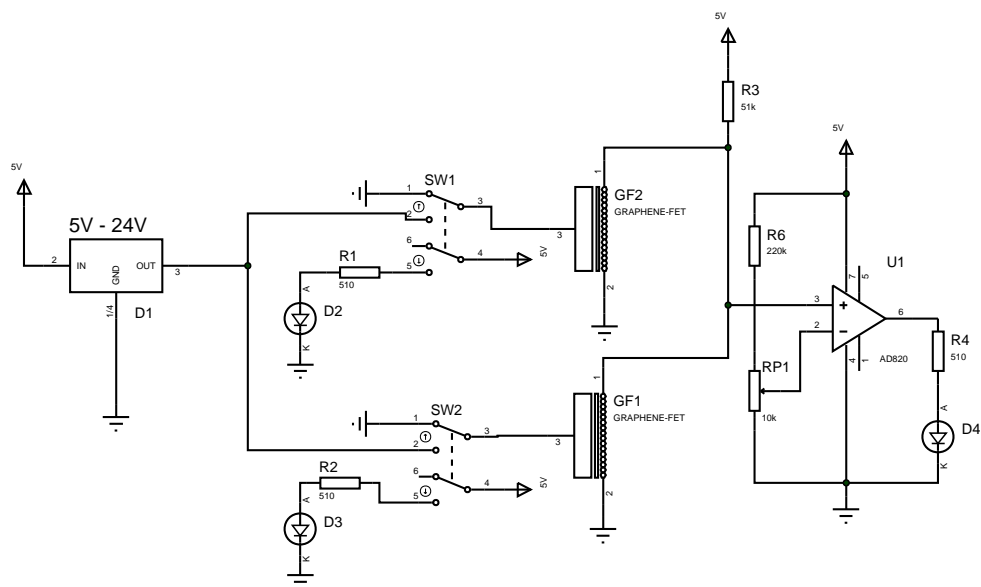 5V
R3
51k
5V
5V
5V - 24V
2
IN
GND
OUT
3
1/4
D1
SW1
1
2
3
6
5
4
5V
R1
510
A
D2
K
1
GF2
GRAPHENE-FET
3
2
R6
220k
RP1
10k
U1
7
5
3
2
6
4
1
AD820
R4
510
A
D4
K
SW2
1
2
3
6
5
4
5V
R2
510
A
D3
K
1
GF1
GRAPHENE-FET
3
2